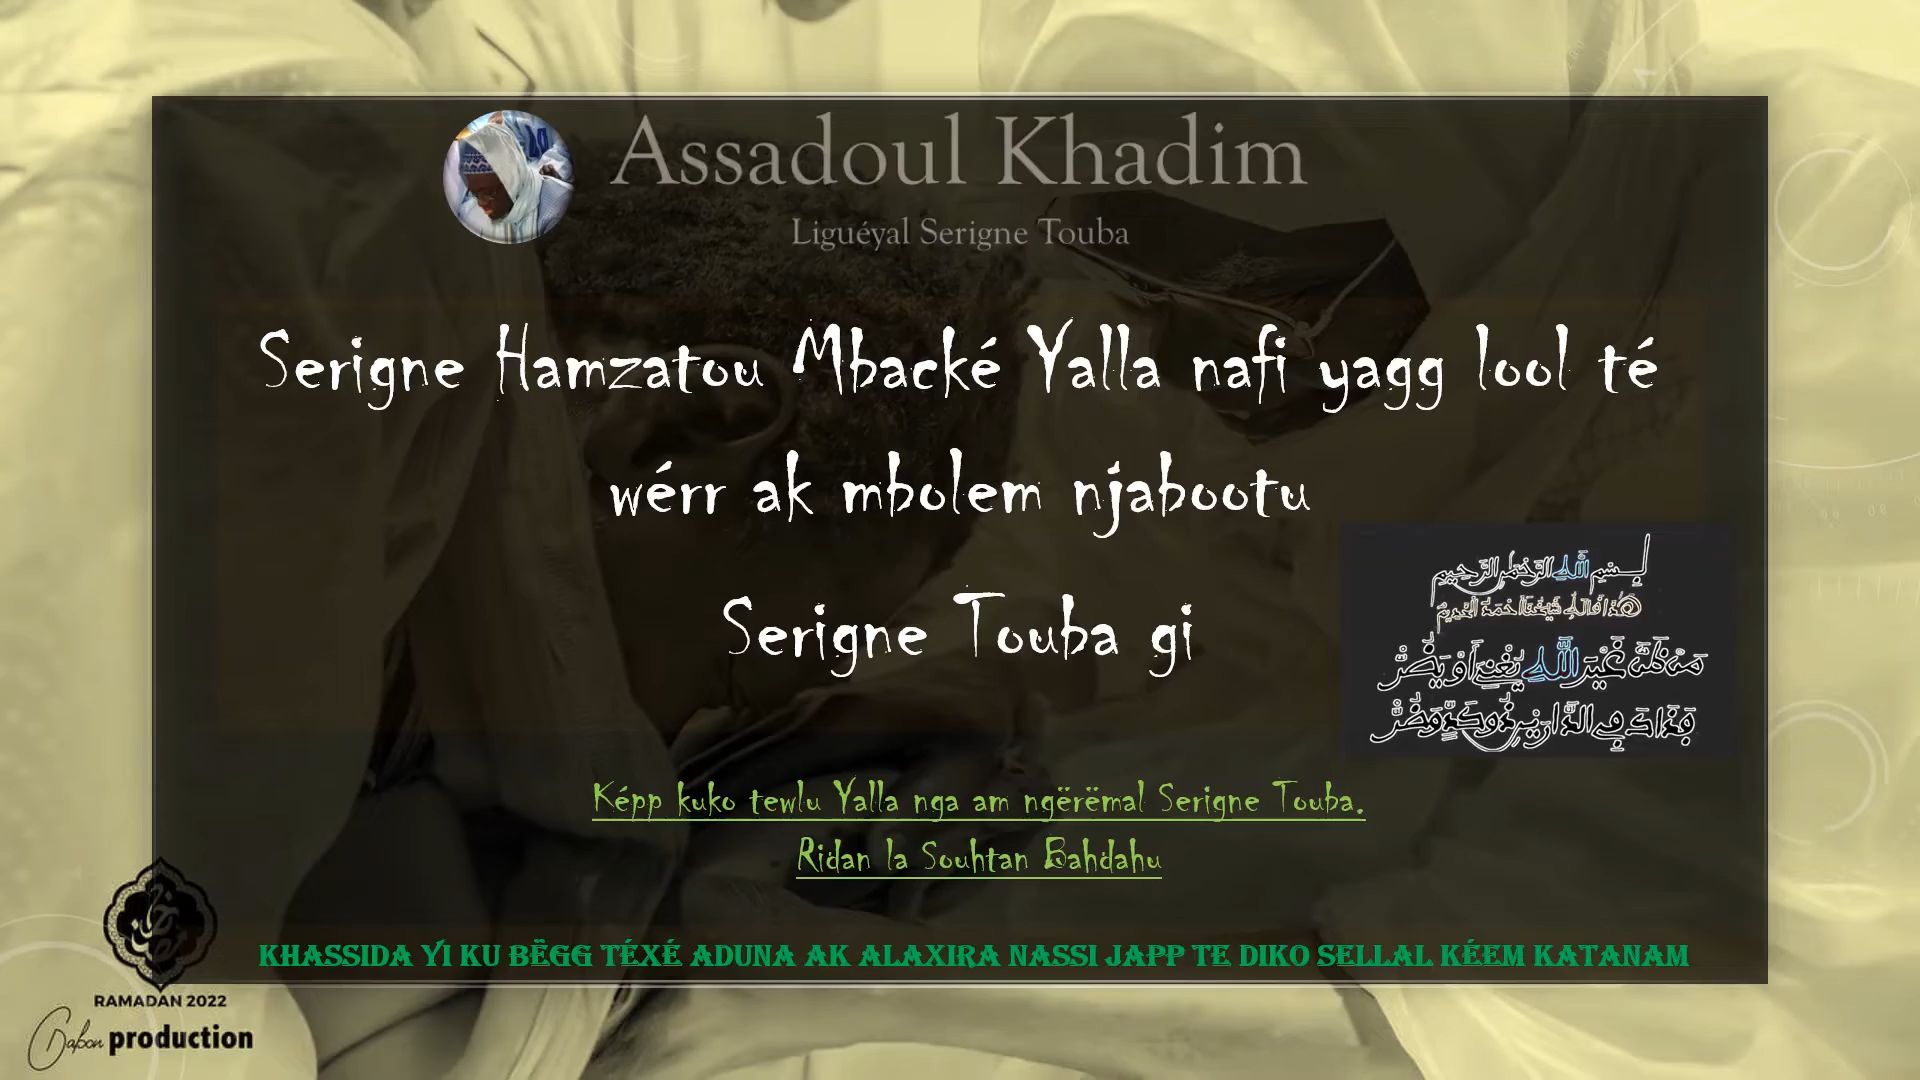 Assadoul Khadim
Liguéyal Serigne Touba
Serigne Hamzatou Mbacké Yalla nafi yagg lool té
wérr ak mbolem njabootu
Serigne Touba gi
بِسْمِ اللَّهِ الرَّحْمَٰنِ الرَّحِيمِ
مَن ظَنَّ غَيْرَ اللَّهِ يُغْنِي أَوْ يَضُرُّ
Képp kuko tewlu Yalla nga am ngërëmal Serigne Touba.
Ridan la Souhtan Bahdahu
KHASSIDA YI KU BËGG TÉXÉ ADUNA AK ALAXIRA NASSI JAPP TE DIKO SELLAL KÉEM KATANAM
RAMADAN 2022
production